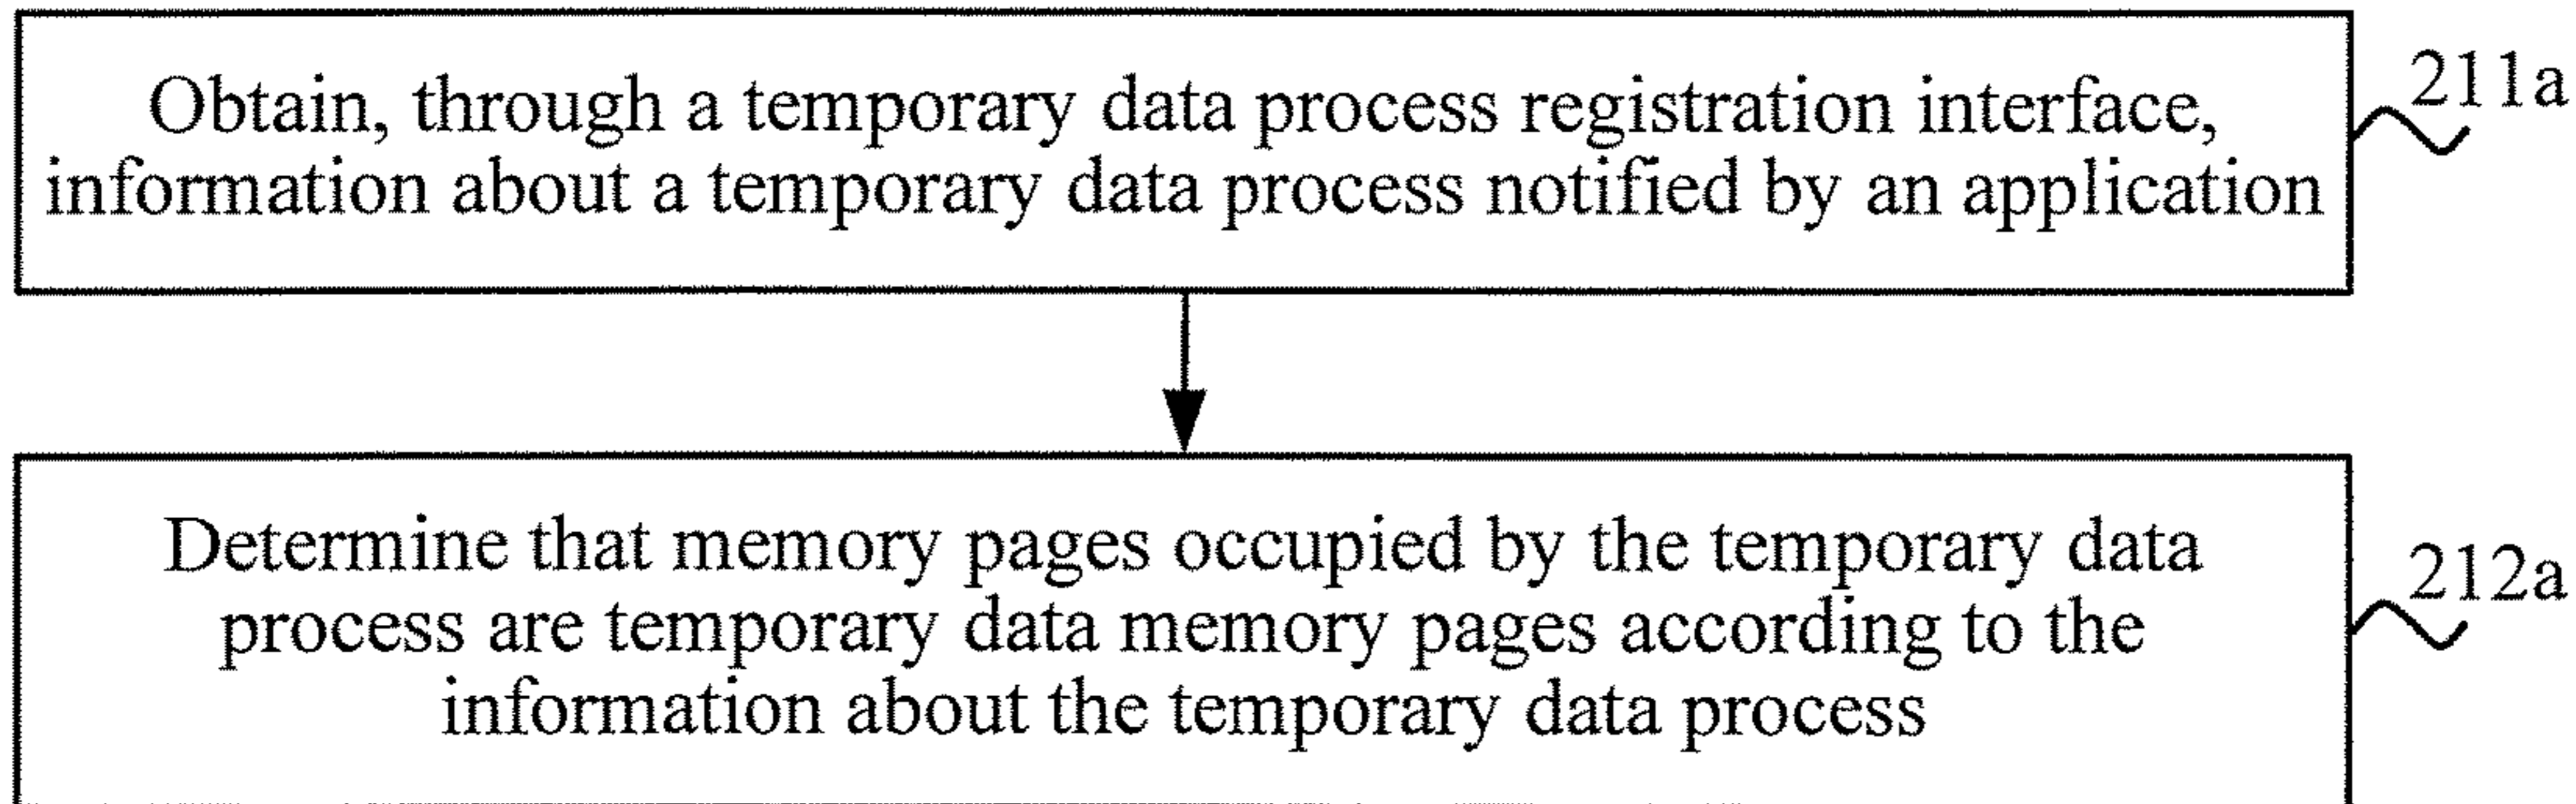 Obtain, through a temporary data process registration interface,
information about a temporary data process notified by an application
211a
Determine that memory pages occupied by the temporary data
process are temporary data memory pages according to the
information about the temporary data process
212a